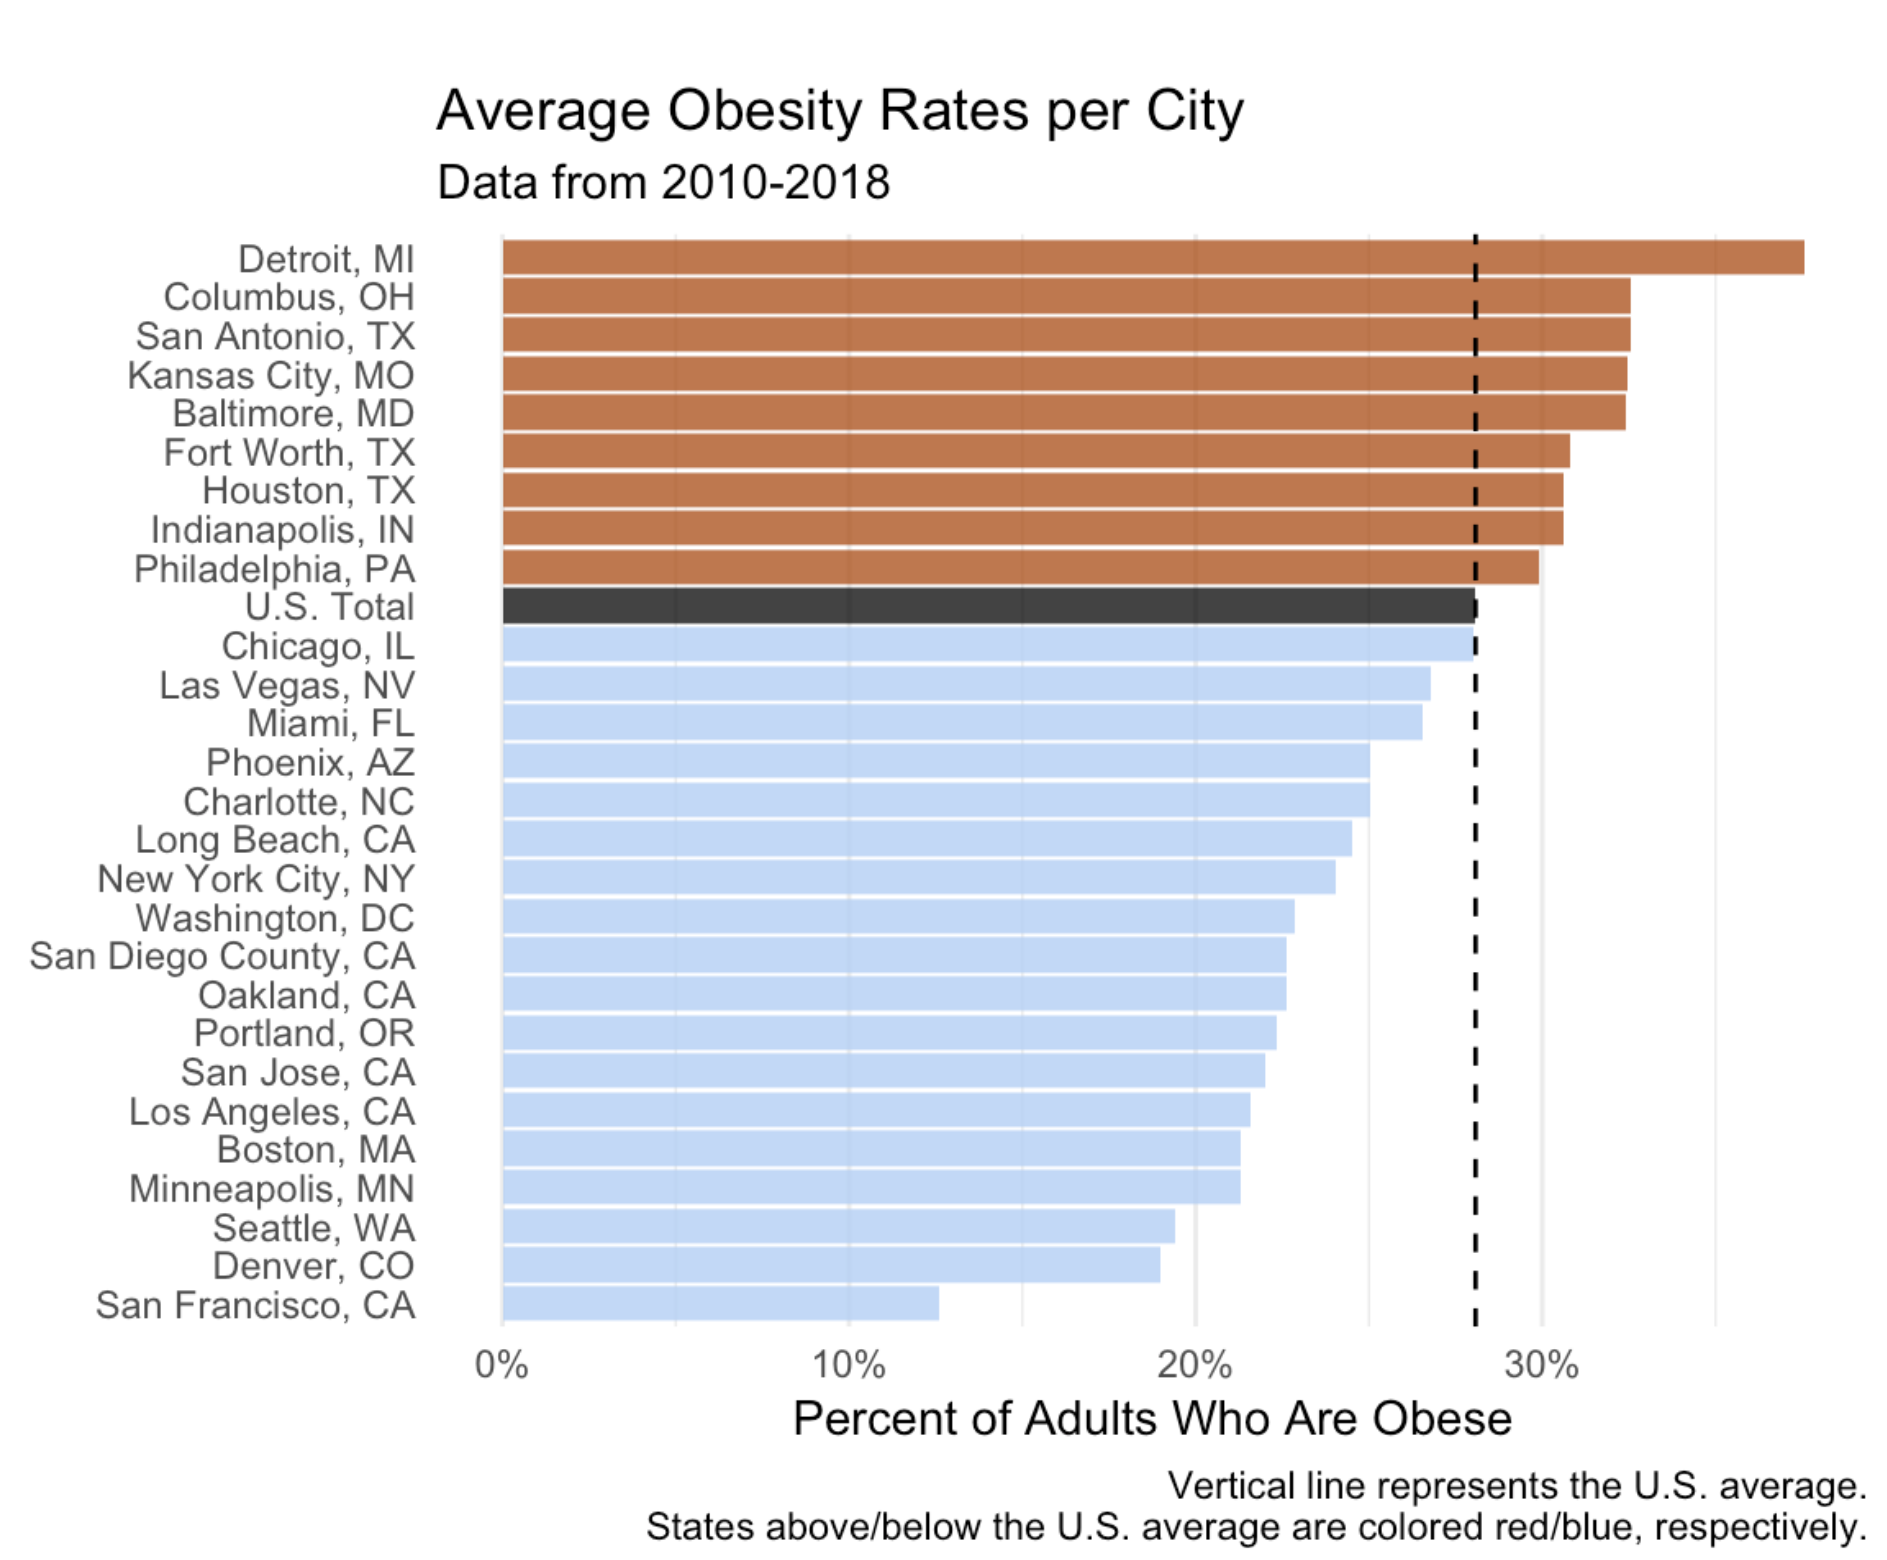 Average Obesity Rates per City
Data from 2010-2018
Detroit, MI
Columbus, OH
San Antonio, TX
Kansas City, MO
Baltimore, MD
Fort Worth, TX
Houston, TX
Indianapolis, IN
Philadelphia, PA
U.S. Total
Chicago, IL
Las Vegas, NV
Miami, FL
Phoenix, AZ
Charlotte, NC
Long Beach, CA
New York City, NY
Washington, DC
San Diego County, CA
Oakland, CA
Portland, OR
San Jose, CA
Los Angeles, CA
Boston, MA
Minneapolis, MN
Seattle, WA
Denver, CO
San Francisco, CA
0% 10% 20% 30%
Percent of Adults Who Are Obese
Vertical line represents the U.S. average.
States above/below the U.S. average are colored red/blue, respectively.